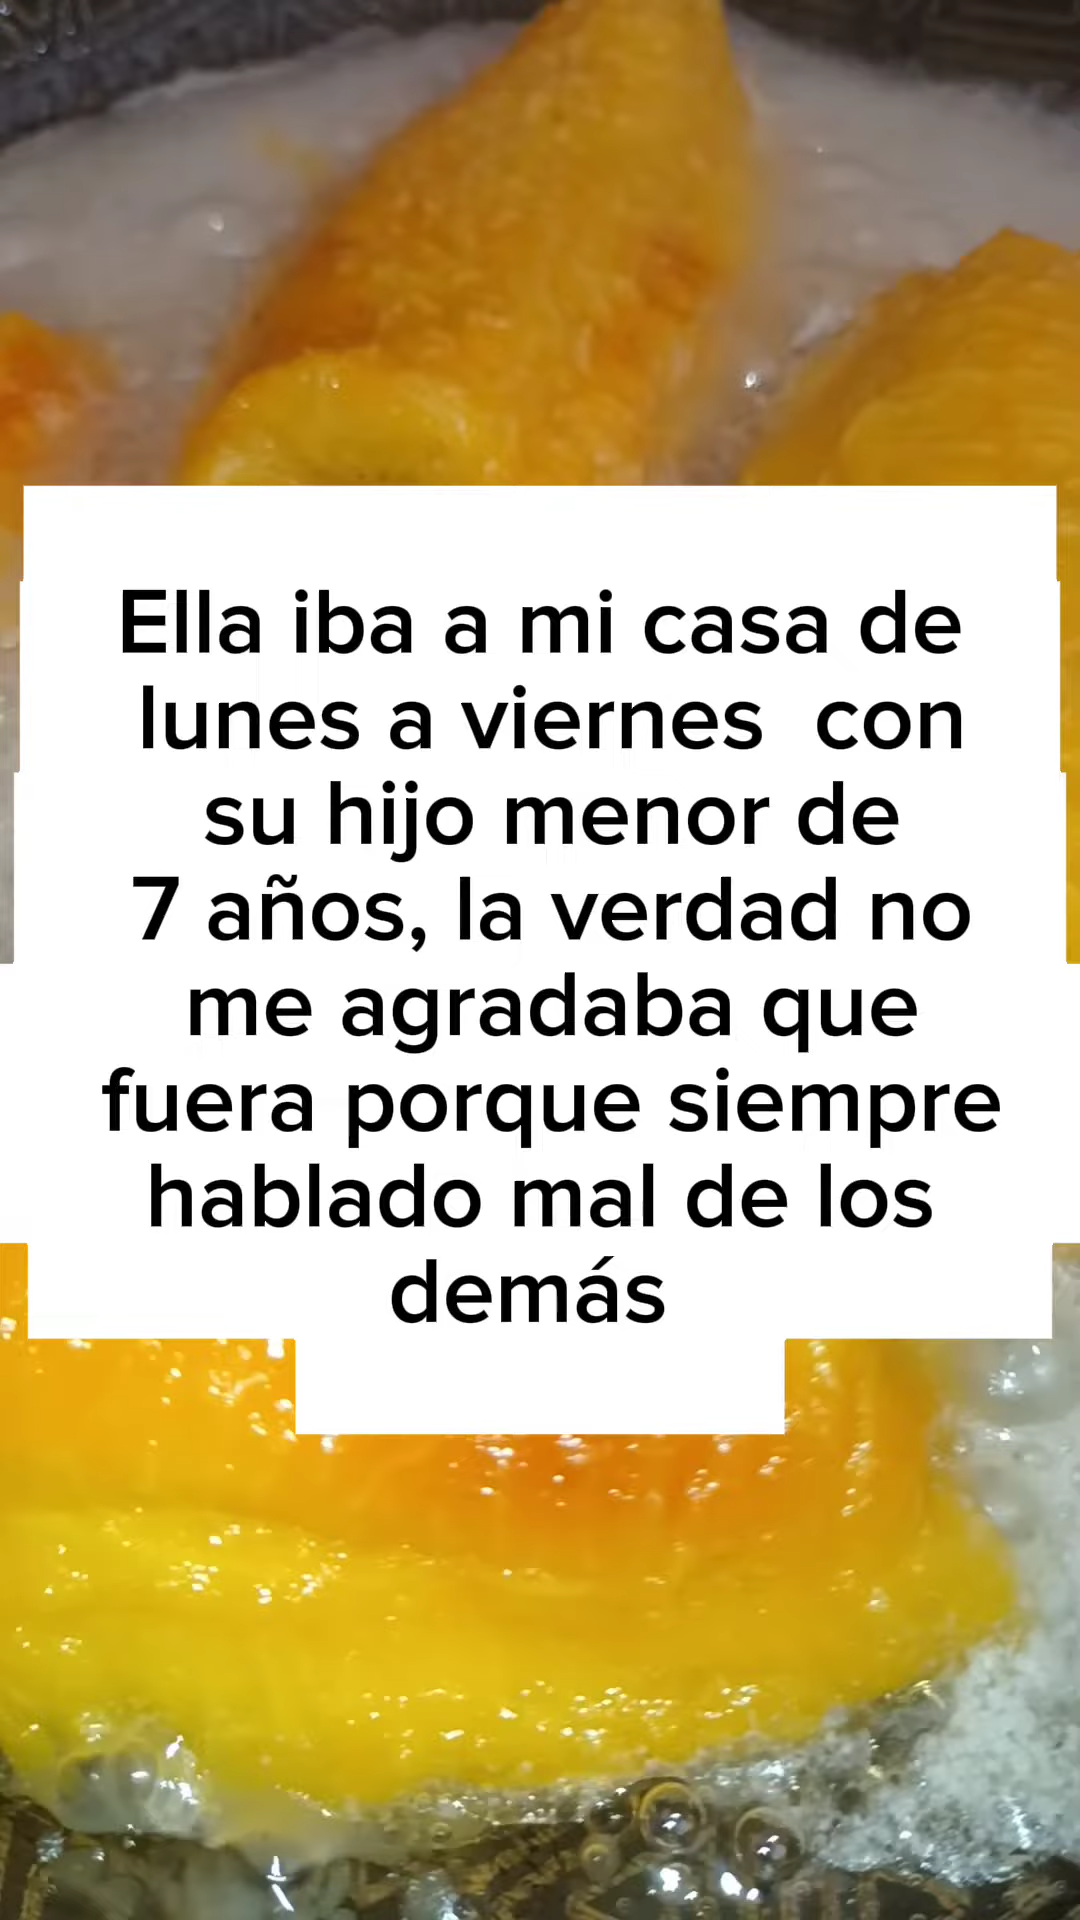 Ella iba a mi casa de
lunes a viernes  con
su hijo menor de
7 años, la verdad no
me agradaba que
fuera porque siempre
hablado mal de los
demás